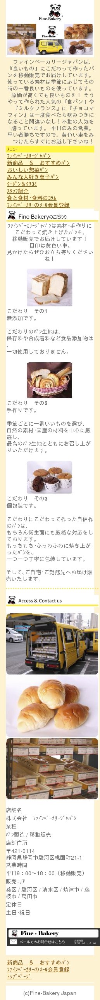 Fine-Bakery
Fine-Bake
ファインベーカリージャパンは、
『良いもの』にこだわって作ったパ
ンを移動販売でお届けしています。
使っている素材は季節に応じてその
時の一番良いものを使っています。
原価が高くても良いものを！ そう
やって作られた人気の『食パン』や
『ミルクフランス』に『チョコマ
フィン』は一度食べたら病みつきに
なること間違いなし！不動の人気を
誇っています。 平日のみの営業。
早い者勝ちですので、黄色い車をみ
つけたらすぐにお越し下さいね！
ﾒﾆｭｰ
ﾌｧｲﾝﾍﾞｰｶﾘｰｼﾞｬﾊﾟﾝ
新商品　＆　おすすめﾊﾟﾝ
おいしい惣菜ﾊﾟﾝ
みんな大好き菓子ﾊﾟﾝ
ｸｰﾎﾟﾝ＆ｸﾁｺﾐ
ｽﾀｯﾌ紹介
食と食材･食料のｺﾗﾑ
ﾌｧｲﾝﾍﾞｰｶﾘｰのﾒｰﾙ会員登録
Fine Bakeryのこだわり
ﾌｧｲﾝﾍﾞｰｶﾘｰｼﾞｬﾊﾟﾝは素材･手作りに
こだわって焼き上げたﾊﾟﾝを、
移動販売でお届けしています！
目印は黄色い車。
見かけたらぜひお立ち寄りください
ね！
こだわり　その1
無添加です。
こだわりのﾊﾟﾝ生地は、
保存料や合成着料など食品添加物は
、
一切使用しておりません。
こだわり　その2
手作りです。
季節ごとに一番いいものを選び、
自然の素材･国産の材料を中心に厳
選し、
最高のﾊﾟﾝ生地とともにお召し上が
りいただけます。
こだわり　その3
個包装です。
こだわりにこだわって作った自信作
のﾊﾟﾝは、
もちろん衛生面にも厳格な対応をし
ております。
もっちもち･ふっわふわに焼き上が
ったﾊﾟﾝを、
一つ一つ丁寧に包装しています。
そして､ご自宅･ご勤務先へお届け販
売いたします。
Access & Contact us
店舗名
株式会社　ﾌｧｲﾝﾍﾞｰｶﾘｰｼﾞｬﾊﾟﾝ
業種
ﾊﾟﾝ製造 / 移動販売
店舗住所
〒421-0114
静岡県静岡市駿河区桃園町21-1
営業時間
平日9：00～18：00（移動販売）
販売ｴﾘｱ
葵区 / 駿河区 / 清水区 / 焼津市 / 藤
枝市 / 島田市
定休日
土日･祝日
Fine - Bakery
メールでのお問合せはこちら
営業時間
平日9：00 - 18：00
新商品　＆　おすすめﾊﾟﾝ
ﾌｧｲﾝﾍﾞｰｶﾘｰのﾒｰﾙ会員登録
ﾄｯﾌﾟﾍﾟｰｼﾞ
(c)Fine-Bakery Japan